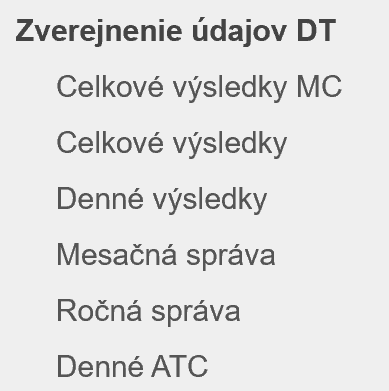 Zverejnenie údajov DT
Celkové výsledky MC
Celkové výsledky
Denné výsledky
Mesačná správa
Ročná správa
Denné ATC